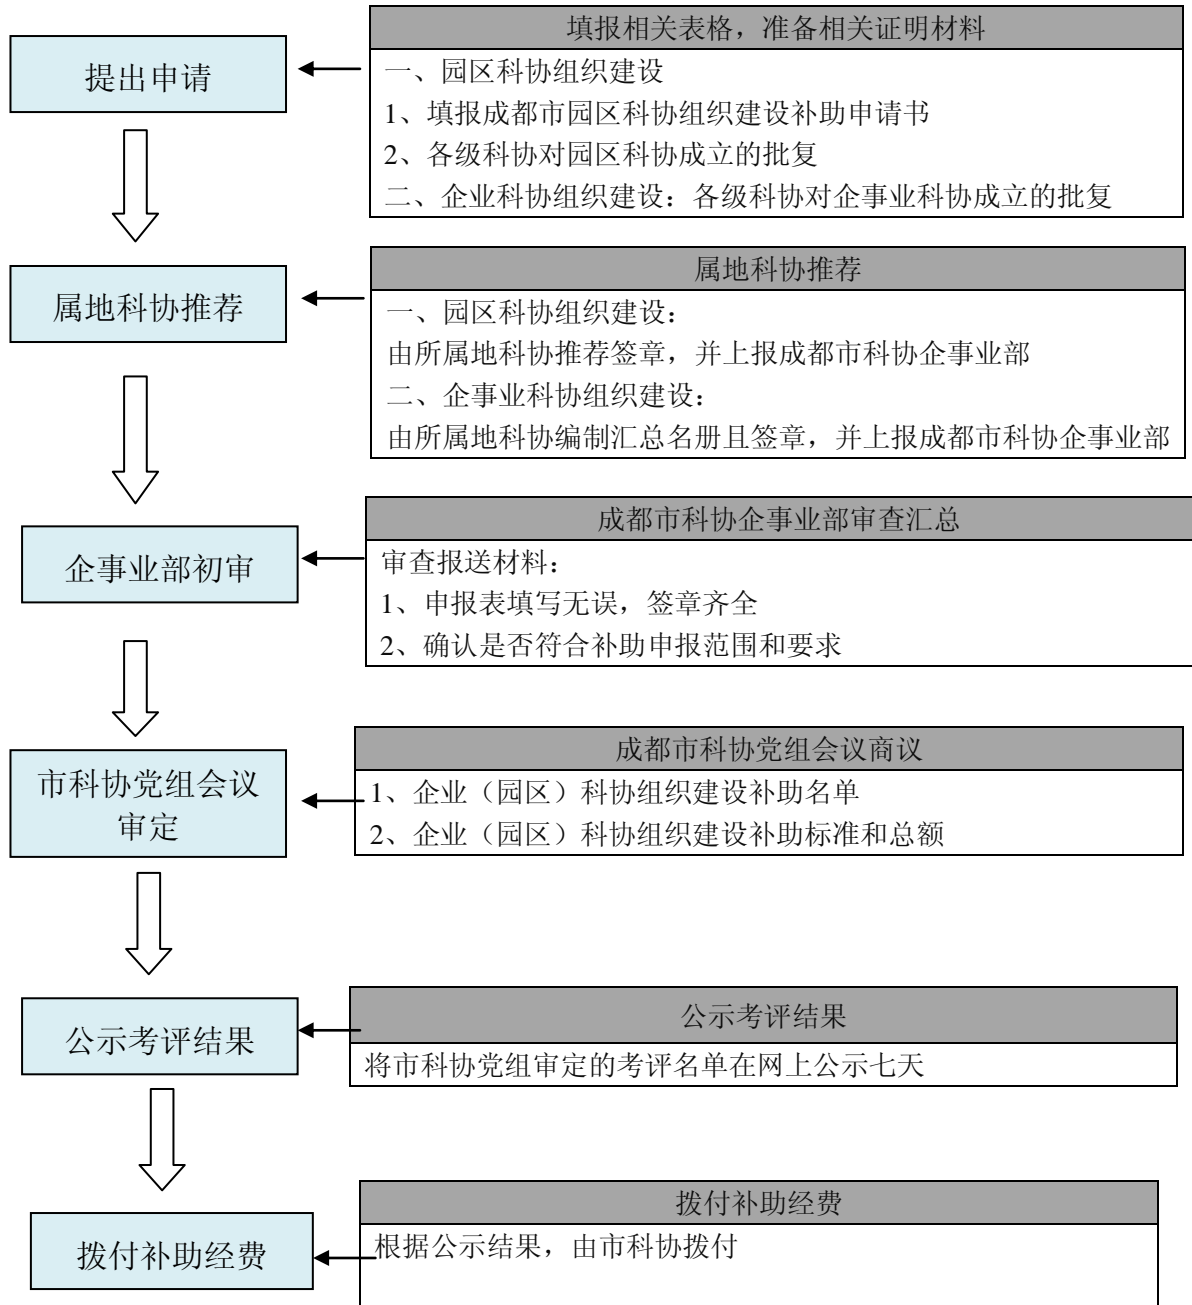 提出申请
填报相关表格，准备相关证明材料
一、园区科协组织建设
1、填报成都市园区科协组织建设补助申请书
2、各级科协对园区科协成立的批复
二、企业科协组织建设：各级科协对企事业科协成立的批复
属地科协推荐
属地科协推荐
一、园区科协组织建设：
由所属地科协推荐签章，并上报成都市科协企事业部
二、企事业科协组织建设：
由所属地科协编制汇总名册且签章，并上报成都市科协企事业部
企事业部初审
成都市科协企事业部审查汇总
审查报送材料：
1、申报表填写无误，签章齐全
2、确认是否符合补助申报范围和要求
市科协党组会议
审定
成都市科协党组会议商议
1、企业（园区）科协组织建设补助名单
2、企业（园区）科协组织建设补助标准和总额
公示考评结果
公示考评结果
将市科协党组审定的考评名单在网上公示七天
拨付补助经费
拨付补助经费
根据公示结果，由市科协拨付